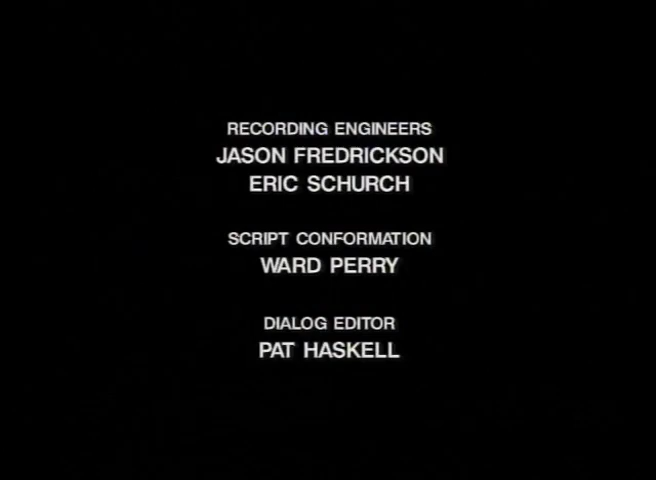 RECORDING ENGINEERS
JASON FREDRICKSON
ERIC SCHURCH
SCRIPT CONFORMATION
WARD PERRY
DIALOG EDITOR
PAT HASKELL